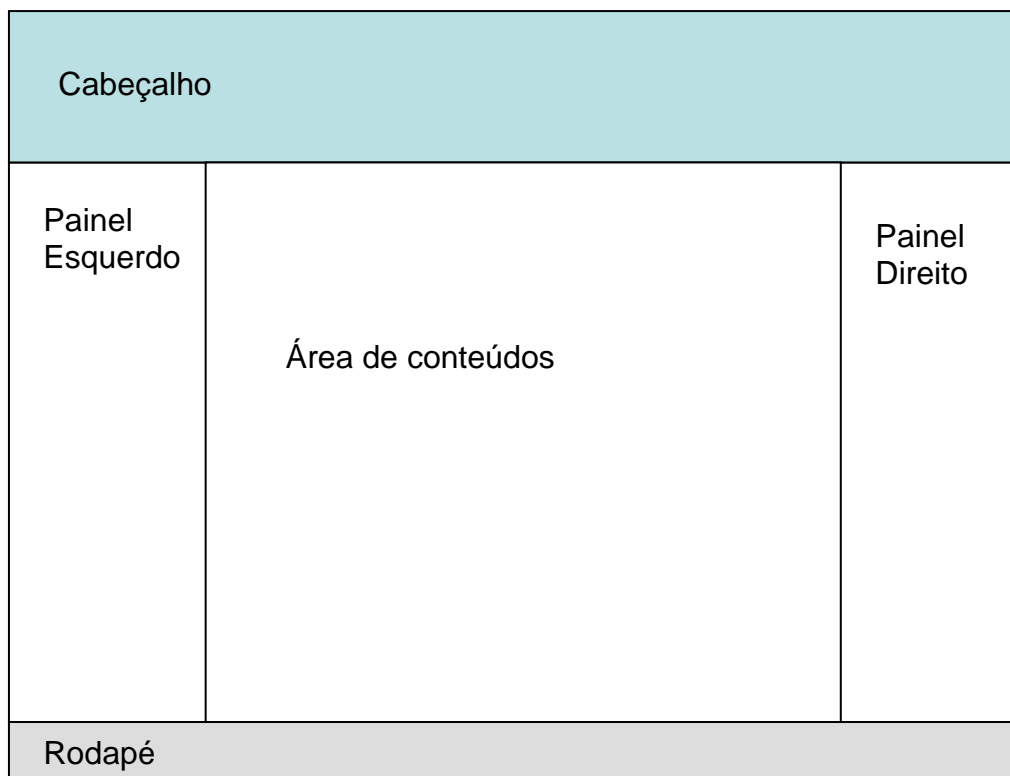 Cabeçalho
Painel
Esquerdo
Painel
Direito
Área de conteúdos
Rodapé